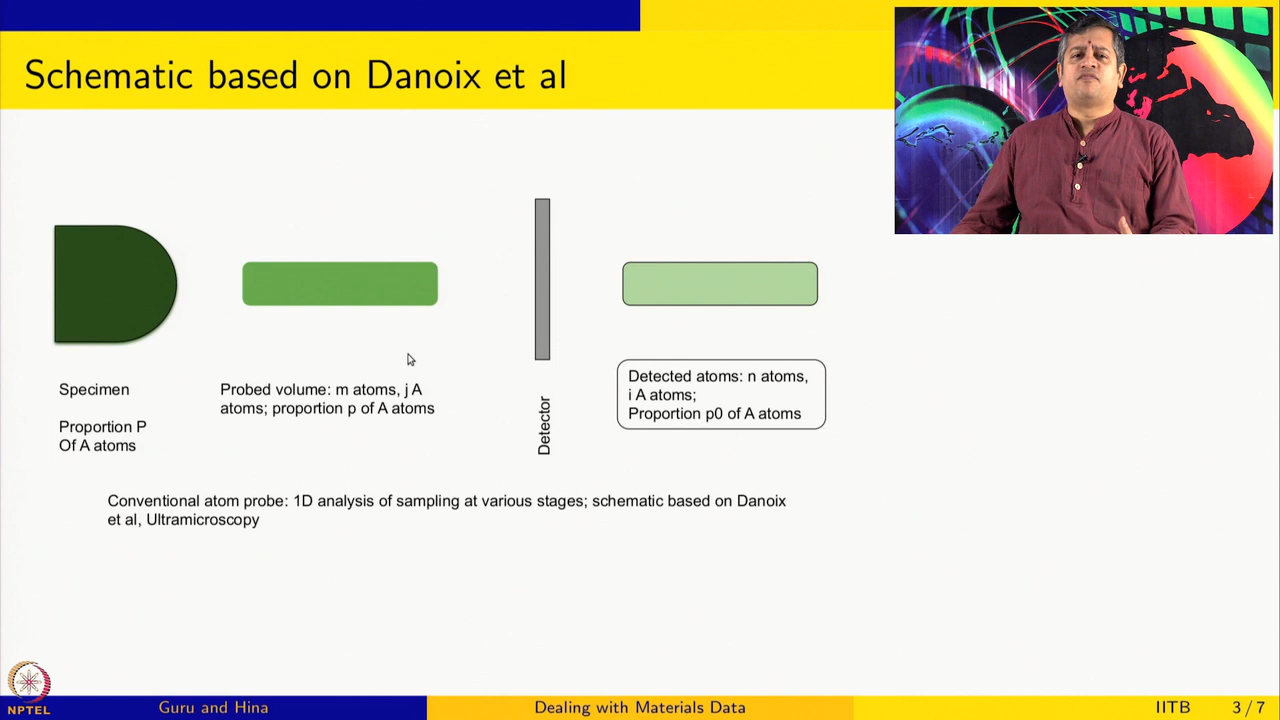 Schematic based on Danoix et al
Specimen
Proportion P
Of A atoms
Probed volume: m atoms, j A
atoms; proportion p of A atoms
Detector
Detected atoms: n atoms,
i A atoms;
Proportion p0 of A atoms
Conventional atom probe: 1D analysis of sampling at various stages; schematic based on Danoix
et al, Ultramicroscopy
NPTEL
Guru and Hina
Dealing with Materials Data
IITB
3 / 7